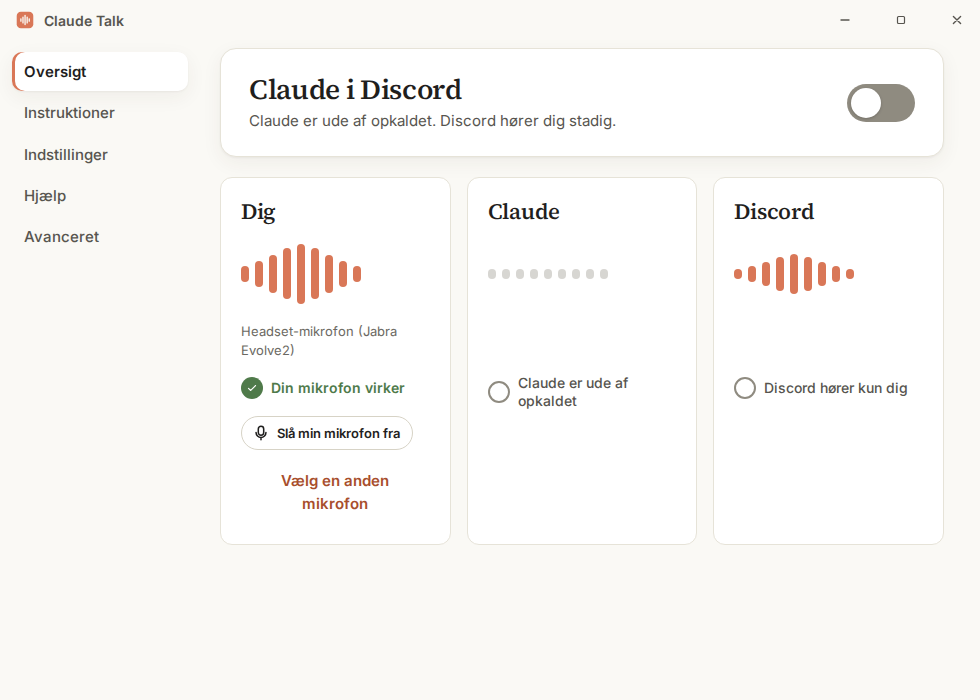 Claude Talk
Oversigt
Instruktioner
Indstillinger
Hjælp
Avanceret
Claude i Discord
Claude er ude af opkaldet. Discord hører dig stadig.
Dig
Headset-mikrofon (Jabra
Evolve2)
Din mikrofon virker
Slå min mikrofon fra
Vælg en anden
mikrofon
Claude
Claude er ude af
opkaldet
Discord
Discord hører kun dig